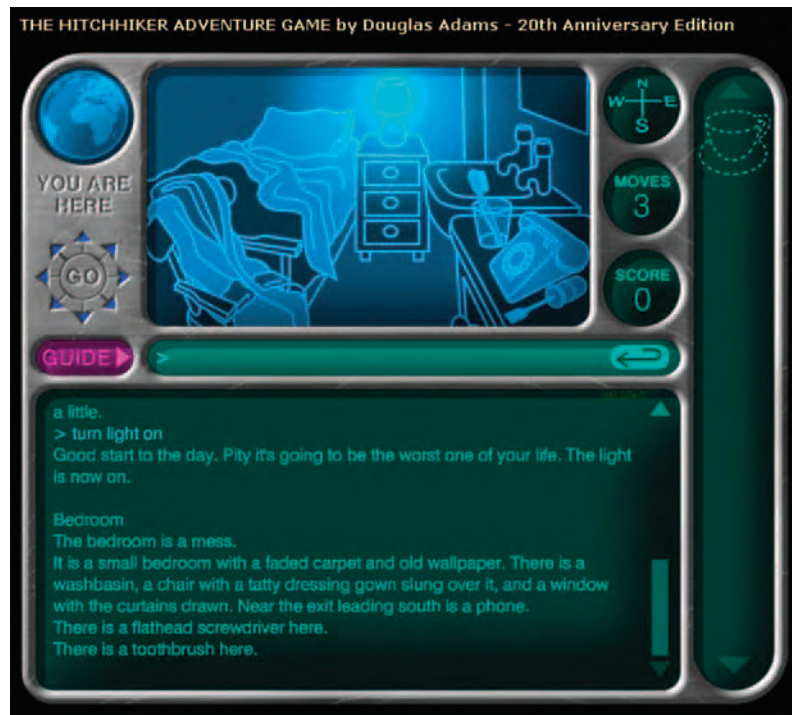 THE HITCHHIKER ADVENTURE GAME by Douglas Adams - 20th Anniversary Edition
YOU ARE
HERE
GO
N
W E
S
MOVES
3
SCORE
0
GUIDE
>
a little.
> turn light on
Good start to the day. Pity it's going to be the worst one of your life. The light
is now on.
Bedroom
The bedroom is a mess.
It is a small bedroom with a faded carpet and old wallpaper. There is a
washbasin, a chair with a tatty dressing gown slung over it, and a window
with the curtains drawn. Near the exit leading south is a phone.
There is a flathead screwdriver here.
There is a toothbrush here.